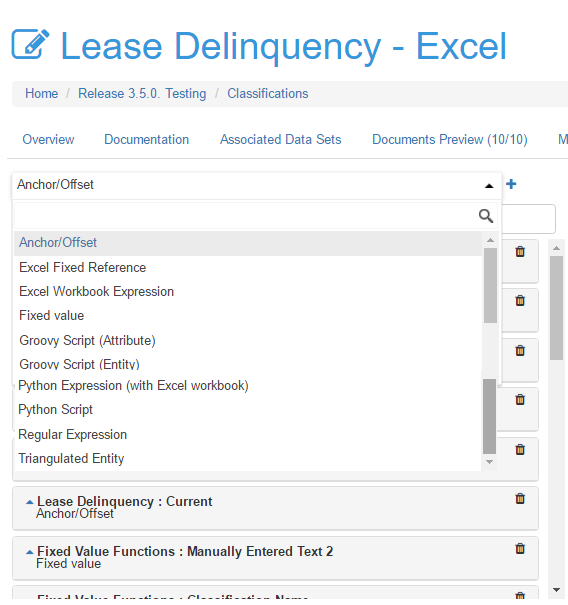 Lease Delinquency - Excel
Home / Release 3.5.0. Testing / Classifications
Overview Documentation Associated Data Sets Documents Preview (10/10) M
Anchor/Offset
Anchor/Offset
Excel Fixed Reference
Excel Workbook Expression
Fixed value
Groovy Script (Attribute)
Groovy Script (Entity)
Python Expression (with Excel workbook)
Python Script
Regular Expression
Triangulated Entity
Lease Delinquency : Current
Anchor/Offset
Fixed Value Functions : Manually Entered Text 2
Fixed value
Fixed Value Functions : Classification Name